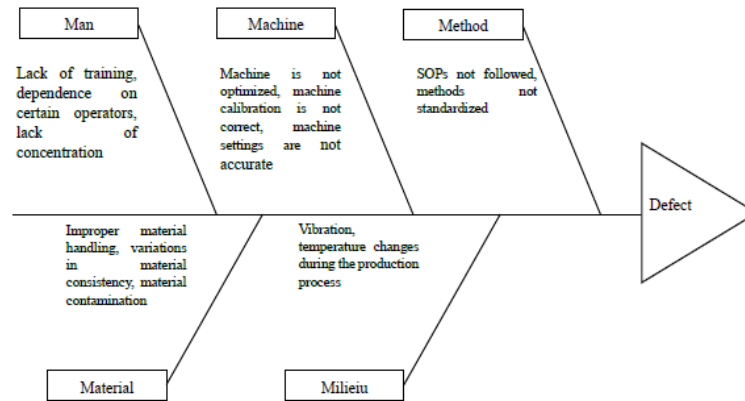 Man
Machine
Method
Lack of training,
dependence on
certain operators,
lack of
concentration
Machine is not
optimized, machine
calibration is not
correct, machine
settings are not
accurate
SOPs not followed,
methods not
standardized
Defect
Improper material
handling, variations
in material
consistency, material
contamination
Vibration,
temperature changes
during the production
process
Material
Milieiu